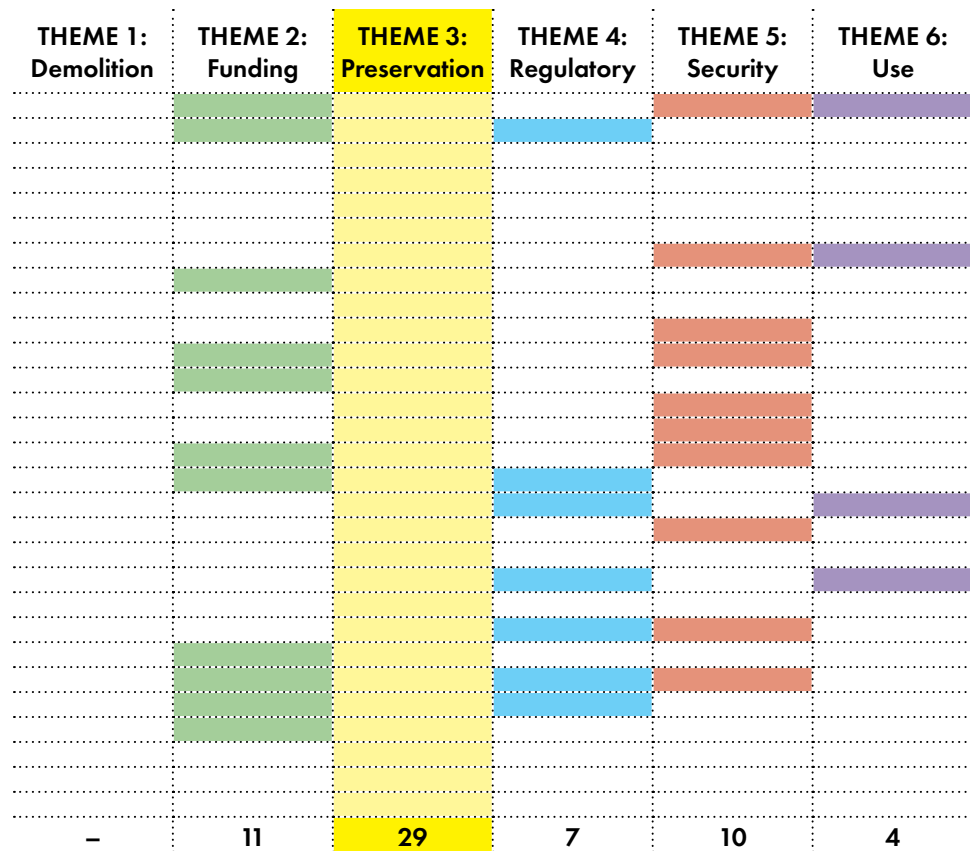 THEME 1: THEME 2: THEME 3: THEME 4: THEME 5: THEME 6:
Demolition Funding Preservation Regulatory Security Use
– 11 29 7 10 4